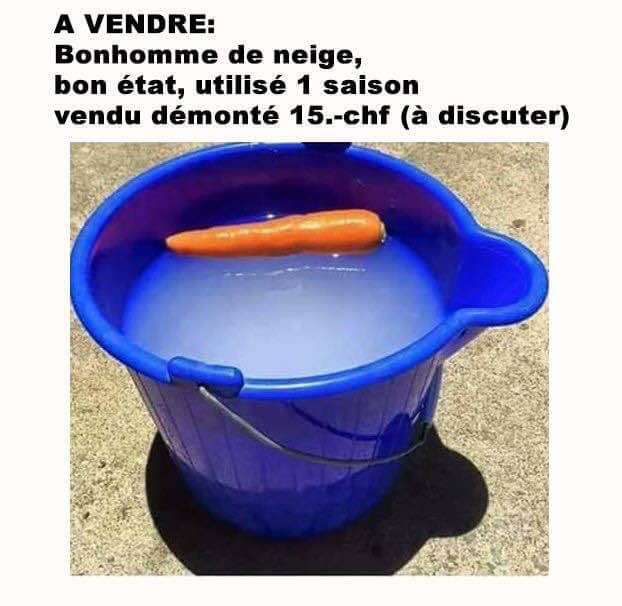 A VENDRE:
Bonhomme de neige,
bon état, utilisé 1 saison
vendu démonté 15.-chf (à discuter)